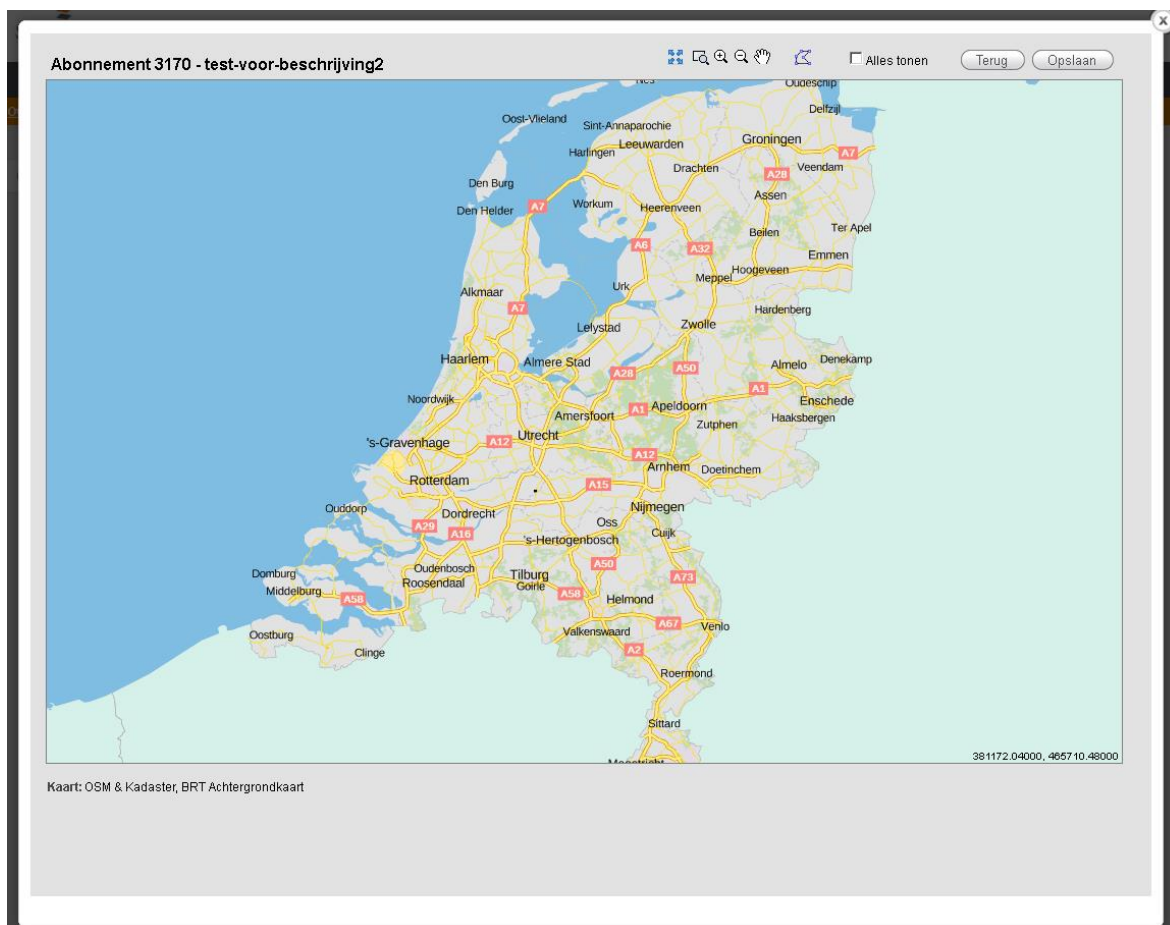 x
Abonnement 3170 - test-voor-beschrijving2
Alles tonen
Terug
Opslaan
Nes
Oudeschip
Delfzijl
Oost-Vlieland
Sint-Annaparochie
Groningen
Leeuwarden
Harlingen
A7
Drachten
Veendam
A28
Den Burg
Assen
Workum
A7
Heerenveen
Den Helder
Ter Apel
Beilen
A6
A32
Emmen
Hoogeveen
Meppel
Urk
Alkmaar
A7
Hardenberg
Lelystad
Zwolle
Haarlem
Almere Stad
Denekamp
Almelo
A50
A28
A1
Noordwijk
Enschede
A1
Apeldoorn
Amersfoort
Haaksbergen
Zutphen
Utrecht
's-Gravenhage
A12
A12
Arnhem
Doetinchem
Rotterdam
A15
Nijmegen
Ouddorp
Dordrecht
Oss
A29
A16
Cuijk
's-Hertogenbosch
A50
Oudenbosch
Domburg
Tilburg
A73
Roosendaal
Goirle
Middelburg
A58
A58
Helmond
A67
Venlo
Oostburg
Valkenswaard
Clinge
A2
Roermond
Sittard
Maastricht
381172.04000, 465710.48000
Kaart: OSM & Kadaster, BRT Achtergrondkaart